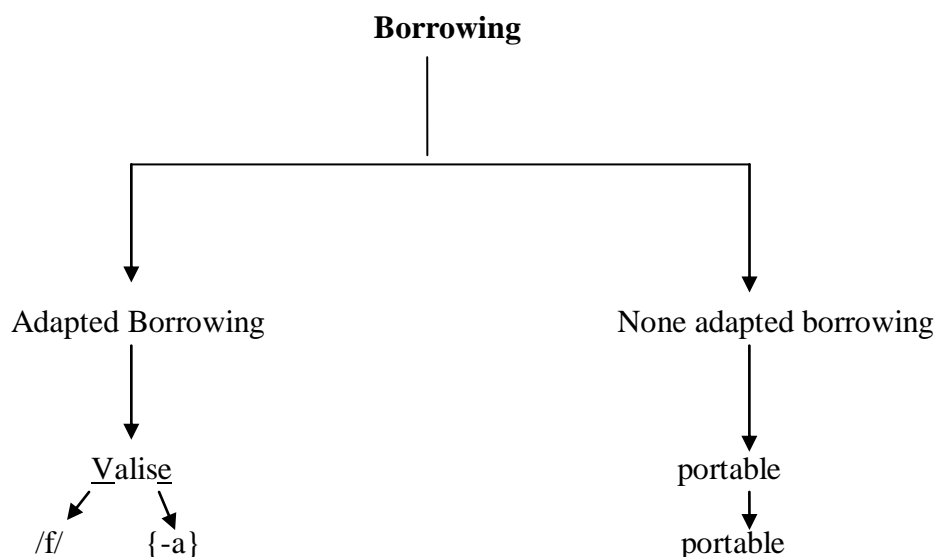 Borrowing
Adapted Borrowing None adapted borrowing
Valise portable
/f/ {-a} portable